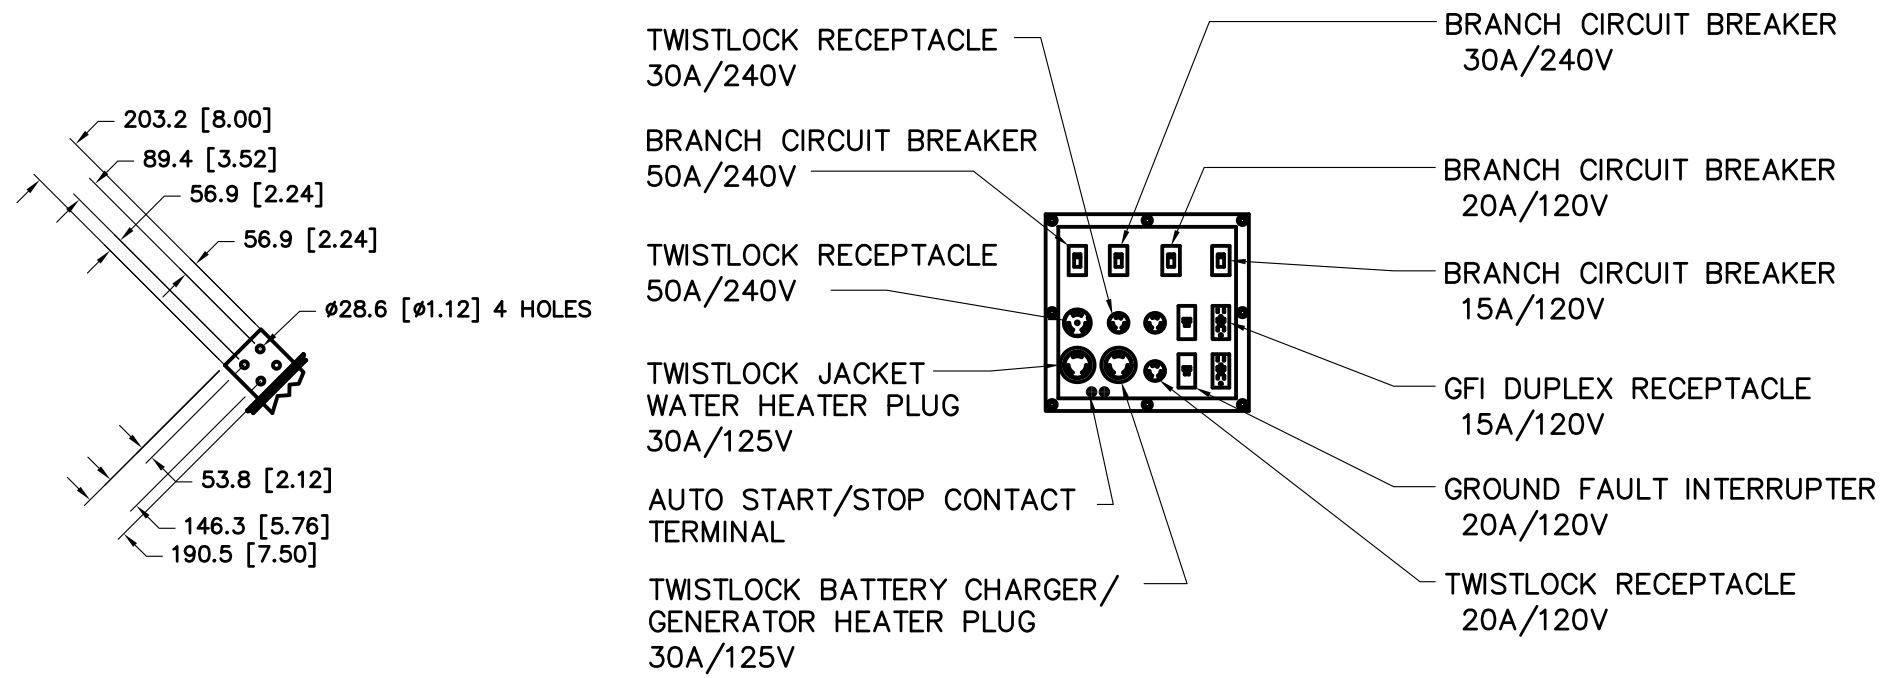 203.2 [8.00]
89.4 [3.52]
56.9 [2.24]
56.9 [2.24]
ø28.6 [ø1.12] 4 HOLES
53.8 [2.12]
146.3 [5.76]
190.5 [7.50]
TWISTLOCK RECEPTACLE
30A/240V
BRANCH CIRCUIT BREAKER
50A/240V
TWISTLOCK RECEPTACLE
50A/240V
TWISTLOCK JACKET
WATER HEATER PLUG
30A/125V
AUTO START/STOP CONTACT
TERMINAL
TWISTLOCK BATTERY CHARGER/
GENERATOR HEATER PLUG
30A/125V
BRANCH CIRCUIT BREAKER
30A/240V
BRANCH CIRCUIT BREAKER
20A/120V
BRANCH CIRCUIT BREAKER
15A/120V
GFI DUPLEX RECEPTACLE
15A/120V
GROUND FAULT INTERRUPTER
20A/120V
TWISTLOCK RECEPTACLE
20A/120V